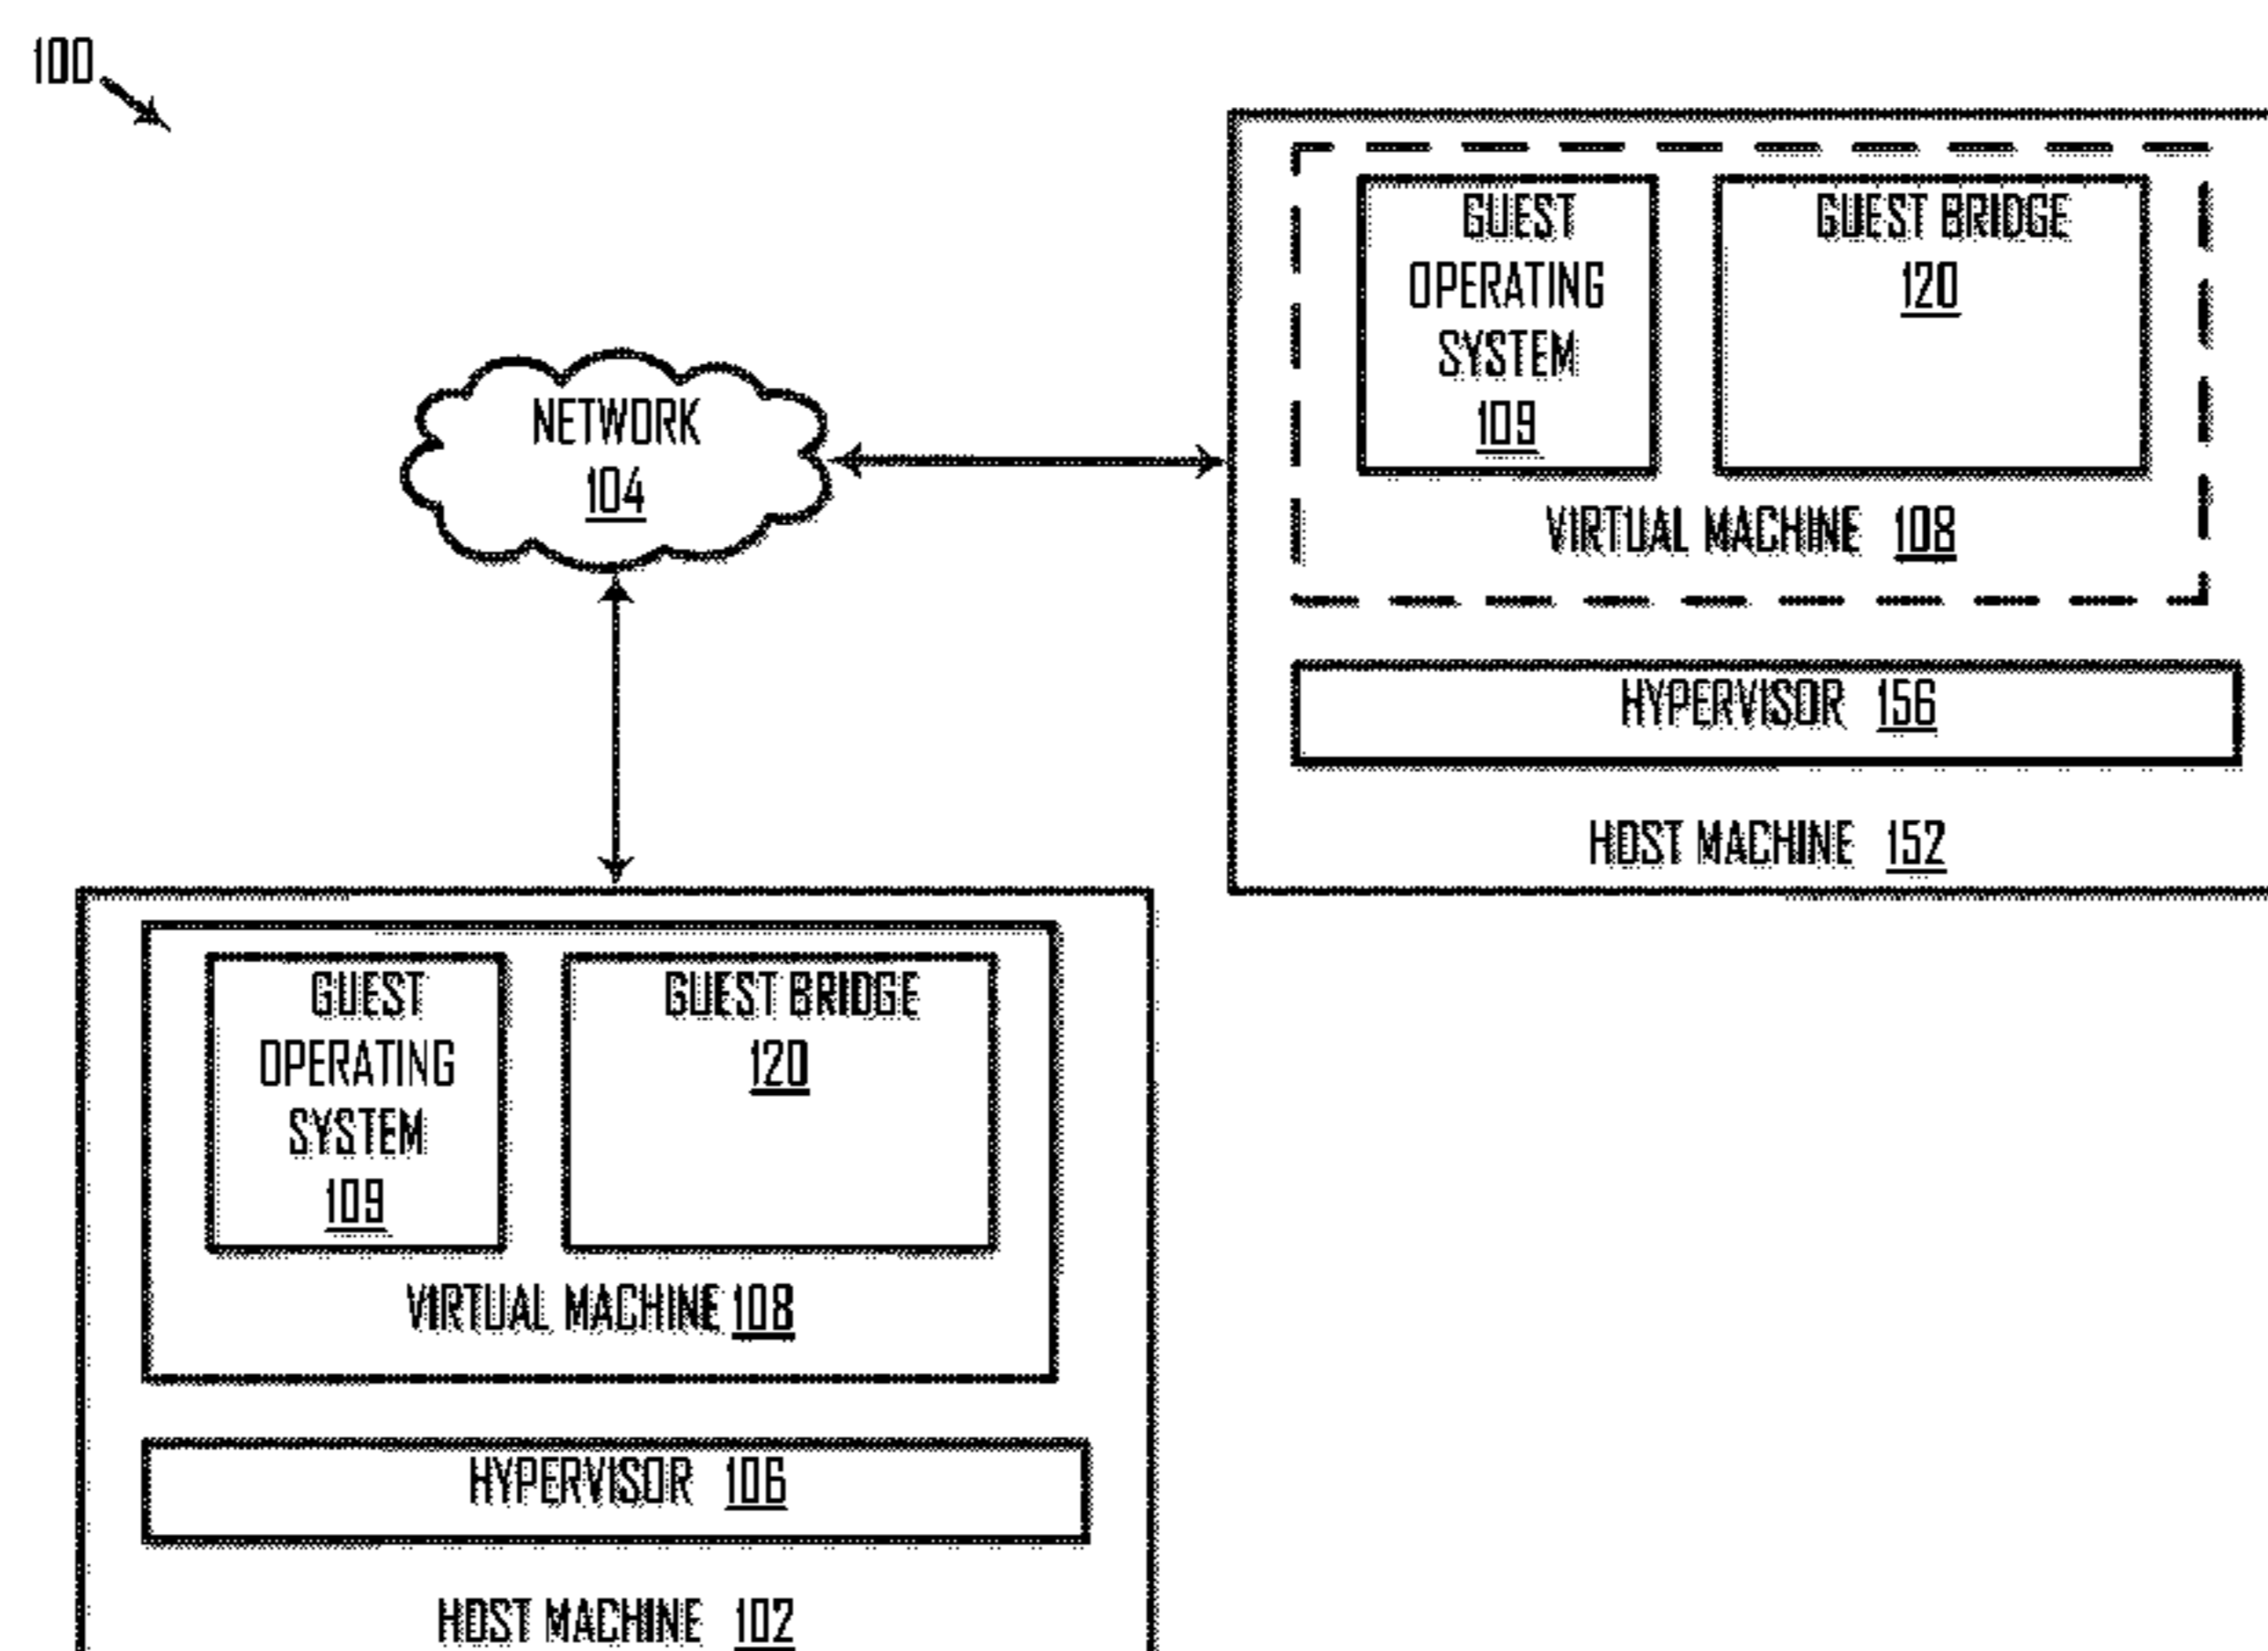 100
GUEST
OPERATING
SYSTEM
109
GUEST BRIDGE
120
VIRTUAL MACHINE 108
HYPERVISOR 156
HOST MACHINE 152
NETWORK
104
GUEST
OPERATING
SYSTEM
109
GUEST BRIDGE
120
VIRTUAL MACHINE 108
HYPERVISOR 106
HOST MACHINE 102